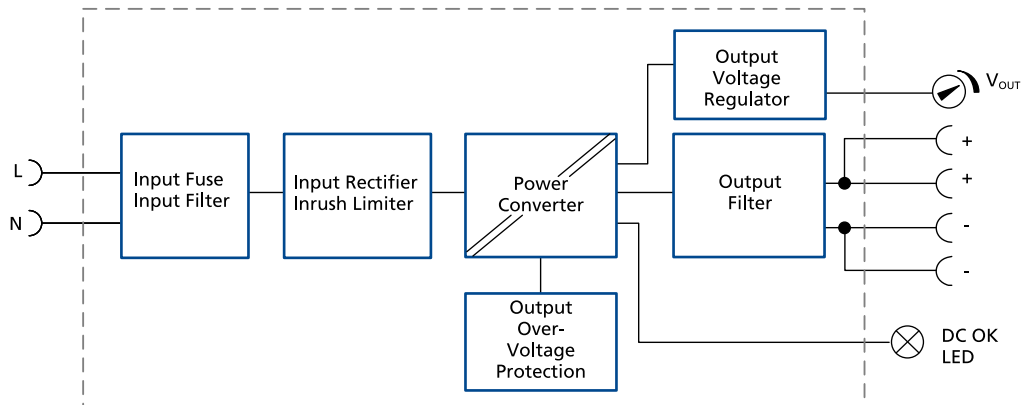 Output
Voltage
Regulator
VOUT
L
N
Input Fuse
Input Filter
Input Rectifier
Inrush Limiter
Power
Converter
Output
Filter
+
+
-
-
Output
Over-
Voltage
Protection
DC OK
LED